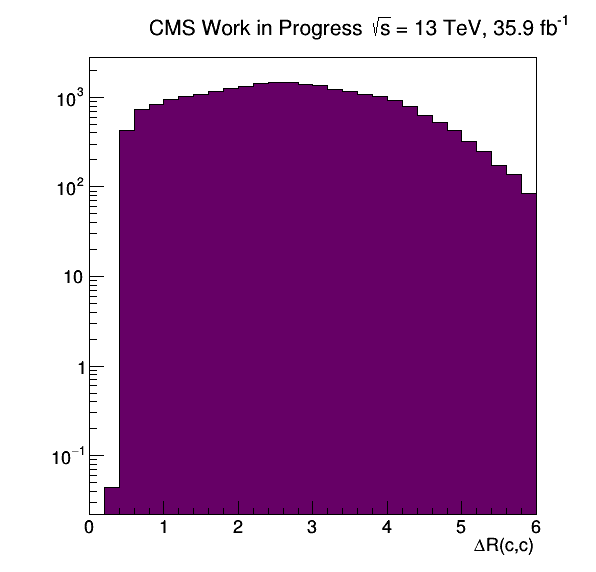 CMS Work in Progress √s = 13 TeV, 35.9 fb⁻¹
10³
10²
10
1
10⁻¹
0 1 2 3 4 5 6
ΔR(c,c)